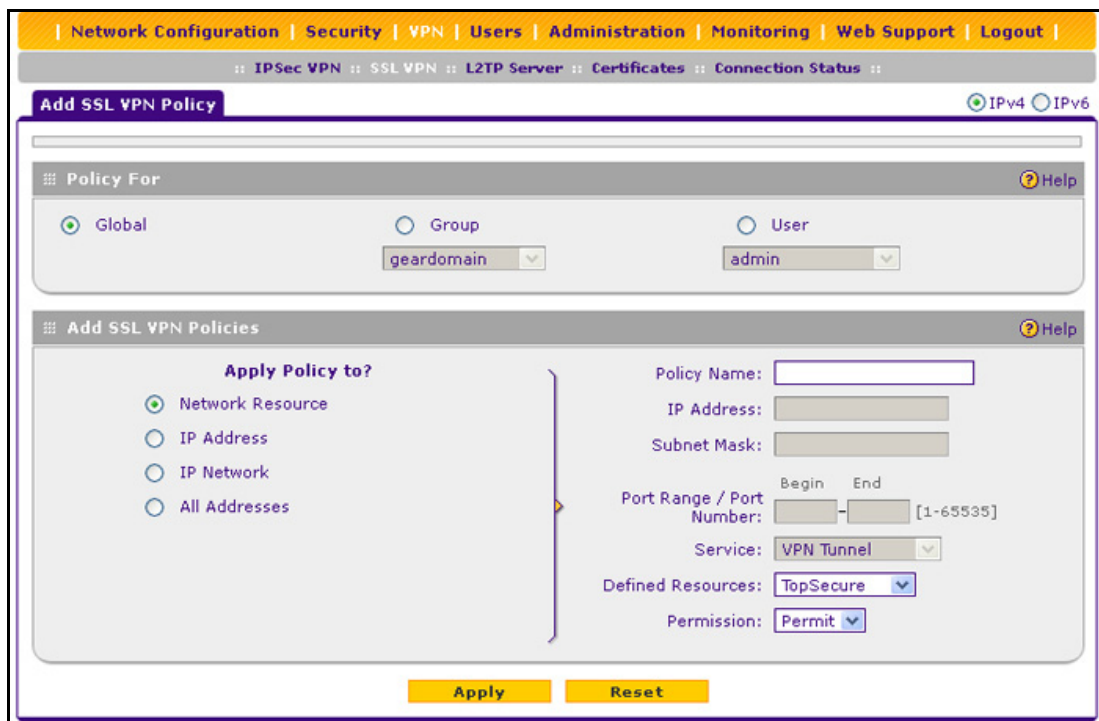 | Network Configuration | Security | VPN | Users | Administration | Monitoring | Web Support | Logout |
:: IPSec VPN :: SSL VPN :: L2TP Server :: Certificates :: Connection Status ::
Add SSL VPN Policy IPv4 IPv6
Policy For ? Help
Global Group User
geardomain admin
Add SSL VPN Policies ? Help
Apply Policy to?
Network Resource
IP Address
IP Network
All Addresses
Policy Name:
IP Address:
Subnet Mask:
Begin End
Port Range / Port
Number: - [1-65535]
Service: VPN Tunnel
Defined Resources: TopSecure
Permission: Permit
Apply Reset